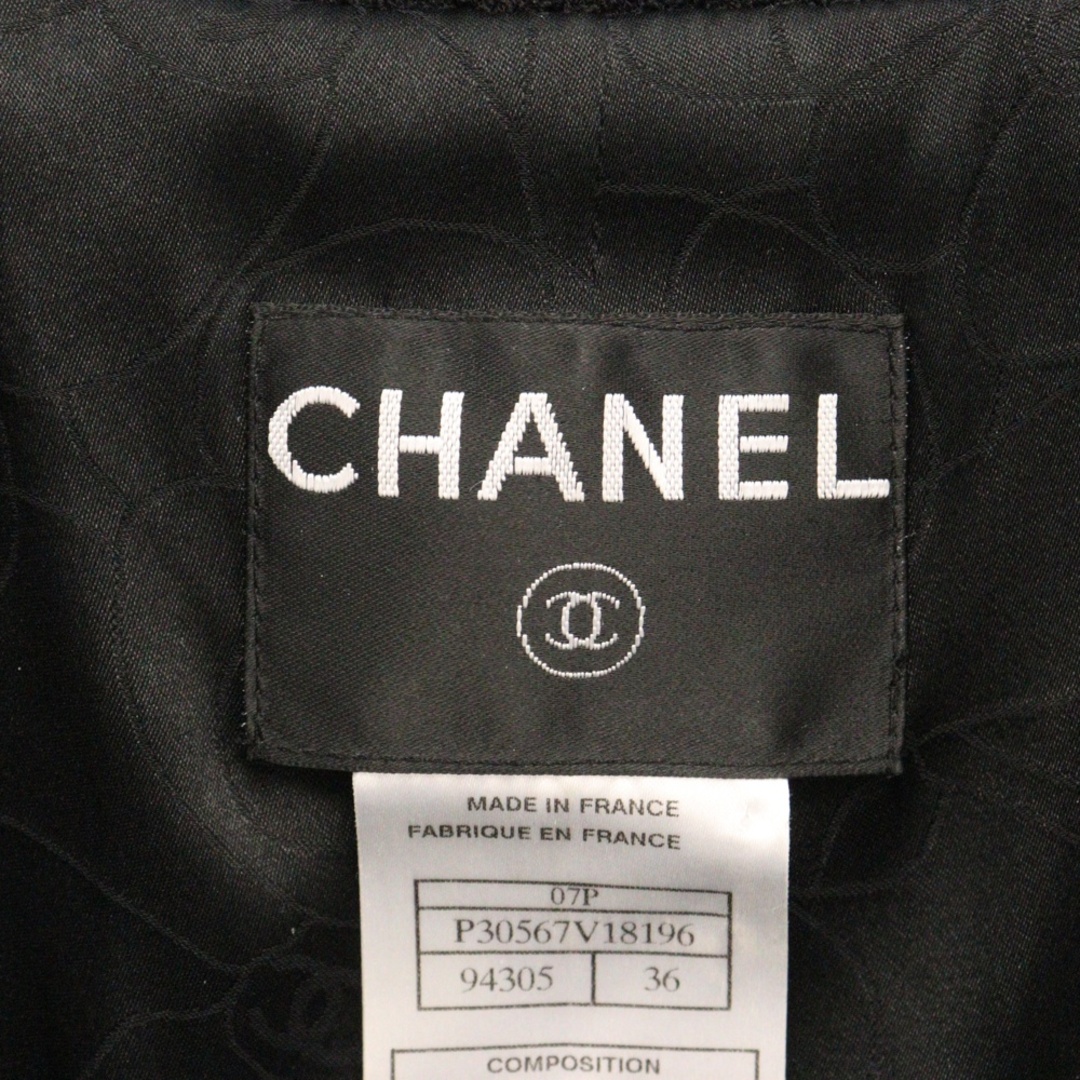 CHANEL
MADE IN FRANCE
FABRIQUE EN FRANCE
07P
P30567V18196
94305 36
COMPOSITION